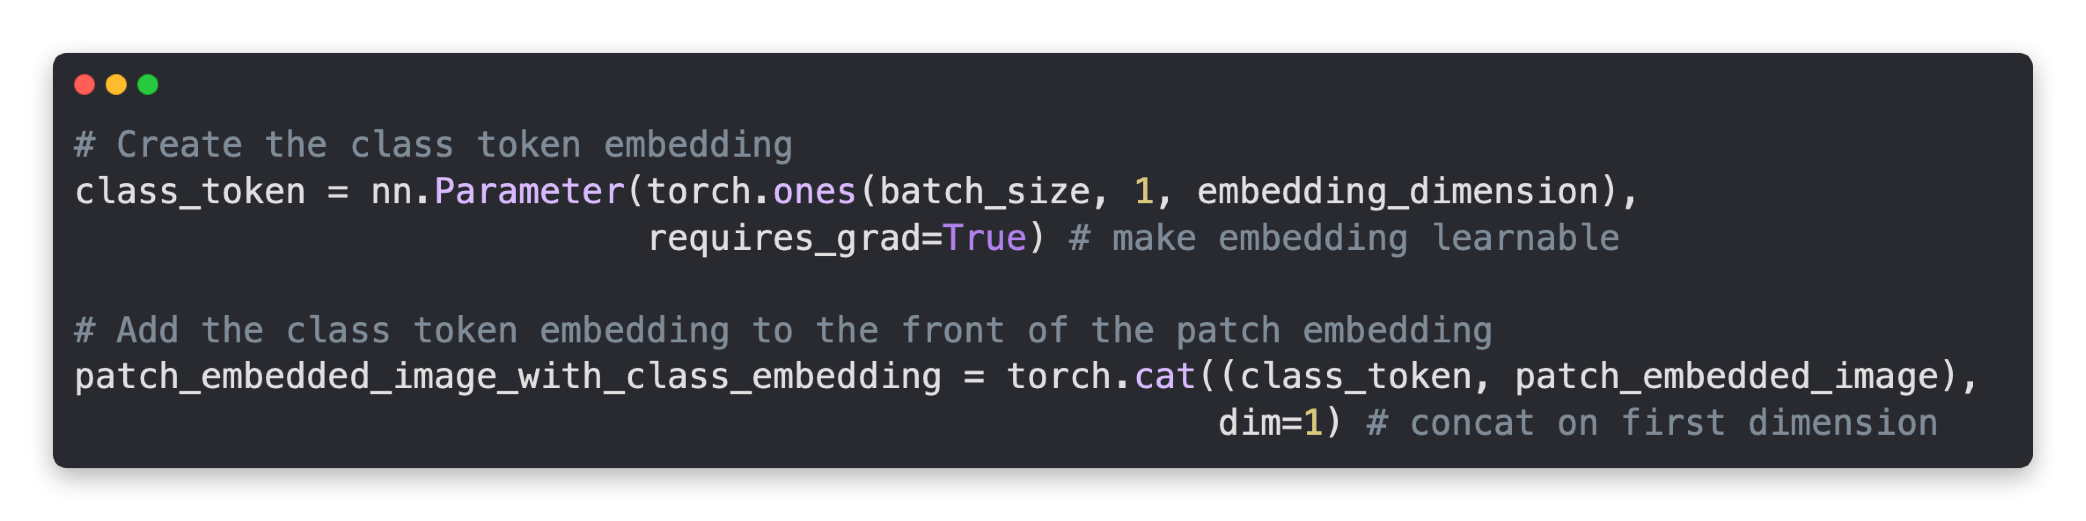 # Create the class token embedding
class_token = nn.Parameter(torch.ones(batch_size, 1, embedding_dimension),
                           requires_grad=True) # make embedding learnable

# Add the class token embedding to the front of the patch embedding
patch_embedded_image_with_class_embedding = torch.cat((class_token, patch_embedded_image),
                                                      dim=1) # concat on first dimension